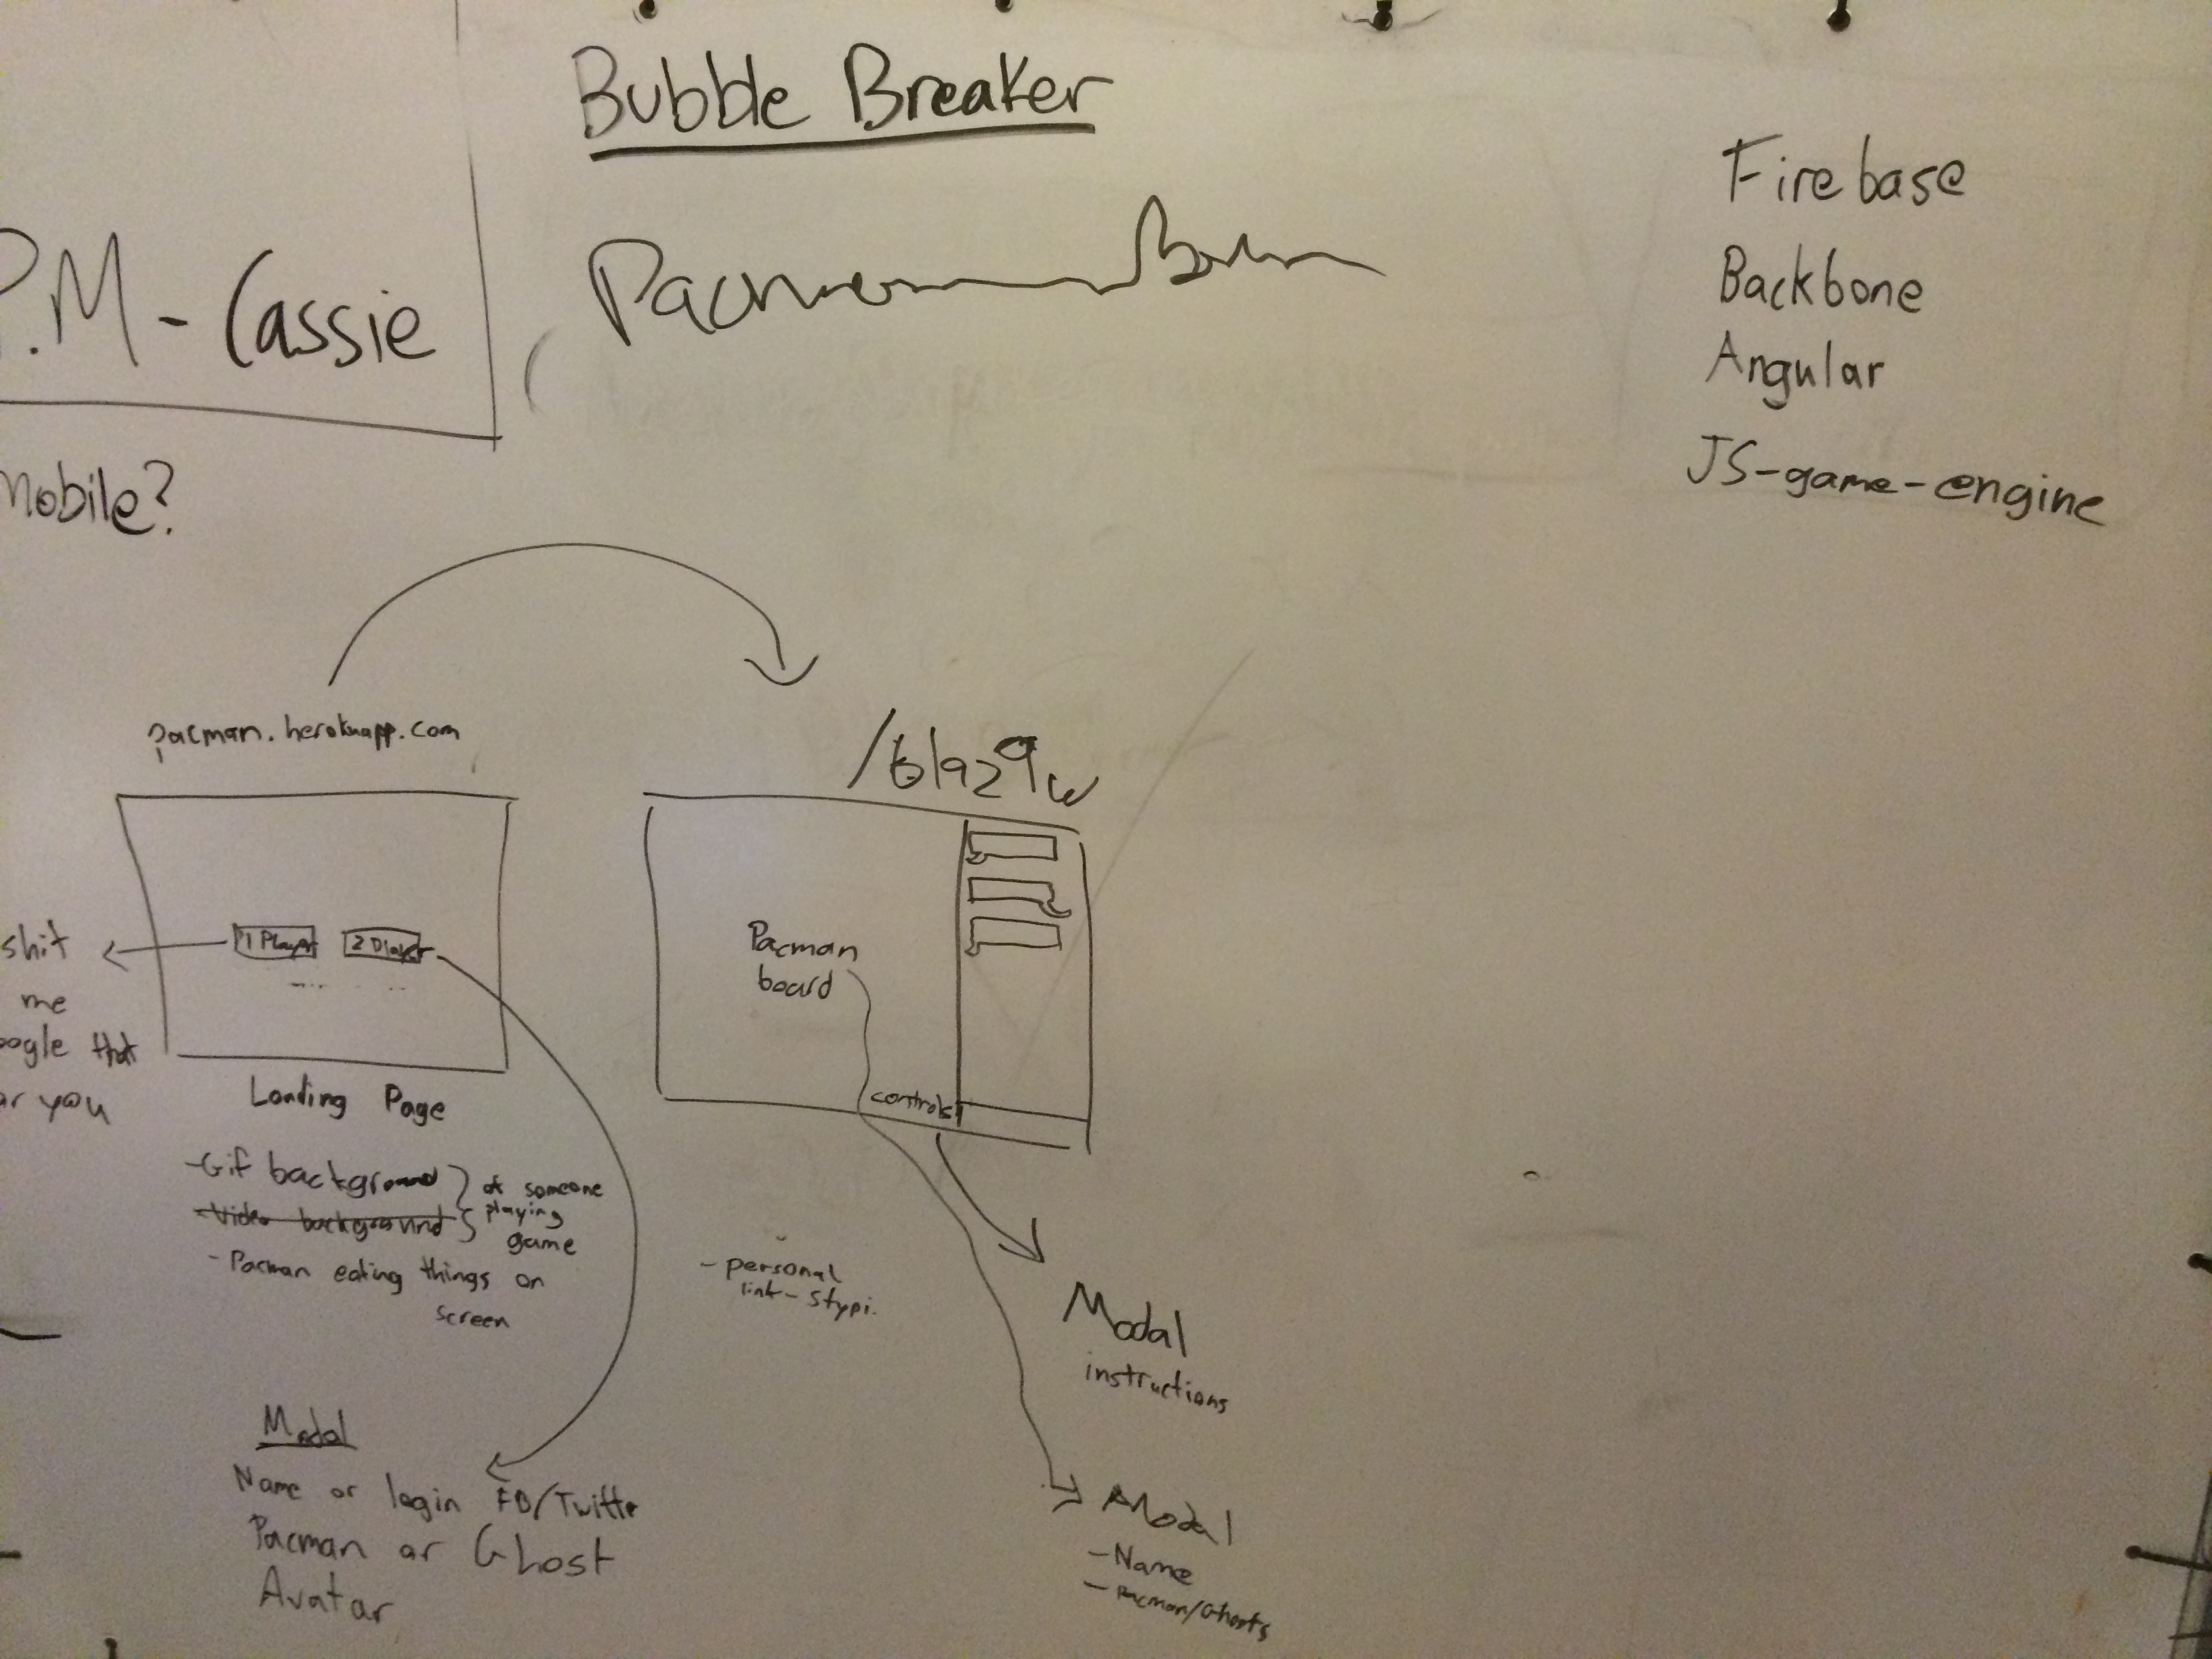 Bubble Breaker
P.M - Cassie
Pacman
mobile?
Firebase
Backbone
Angular
JS-game-engine
pacman.herokuapp.com
1 Player
2 Player
shit
me
oogle that
you
Landing Page
-Gif background
-Video background
of someone
playing
game
- Pacman eating things on
screen
Modal
Name or login FB/Twitter
Pacman or Ghost
Avatar
Pacman
board
controls
- personal
link - stypi.
Modal
instructions
Modal
- Name
- Pacman/Ghosts